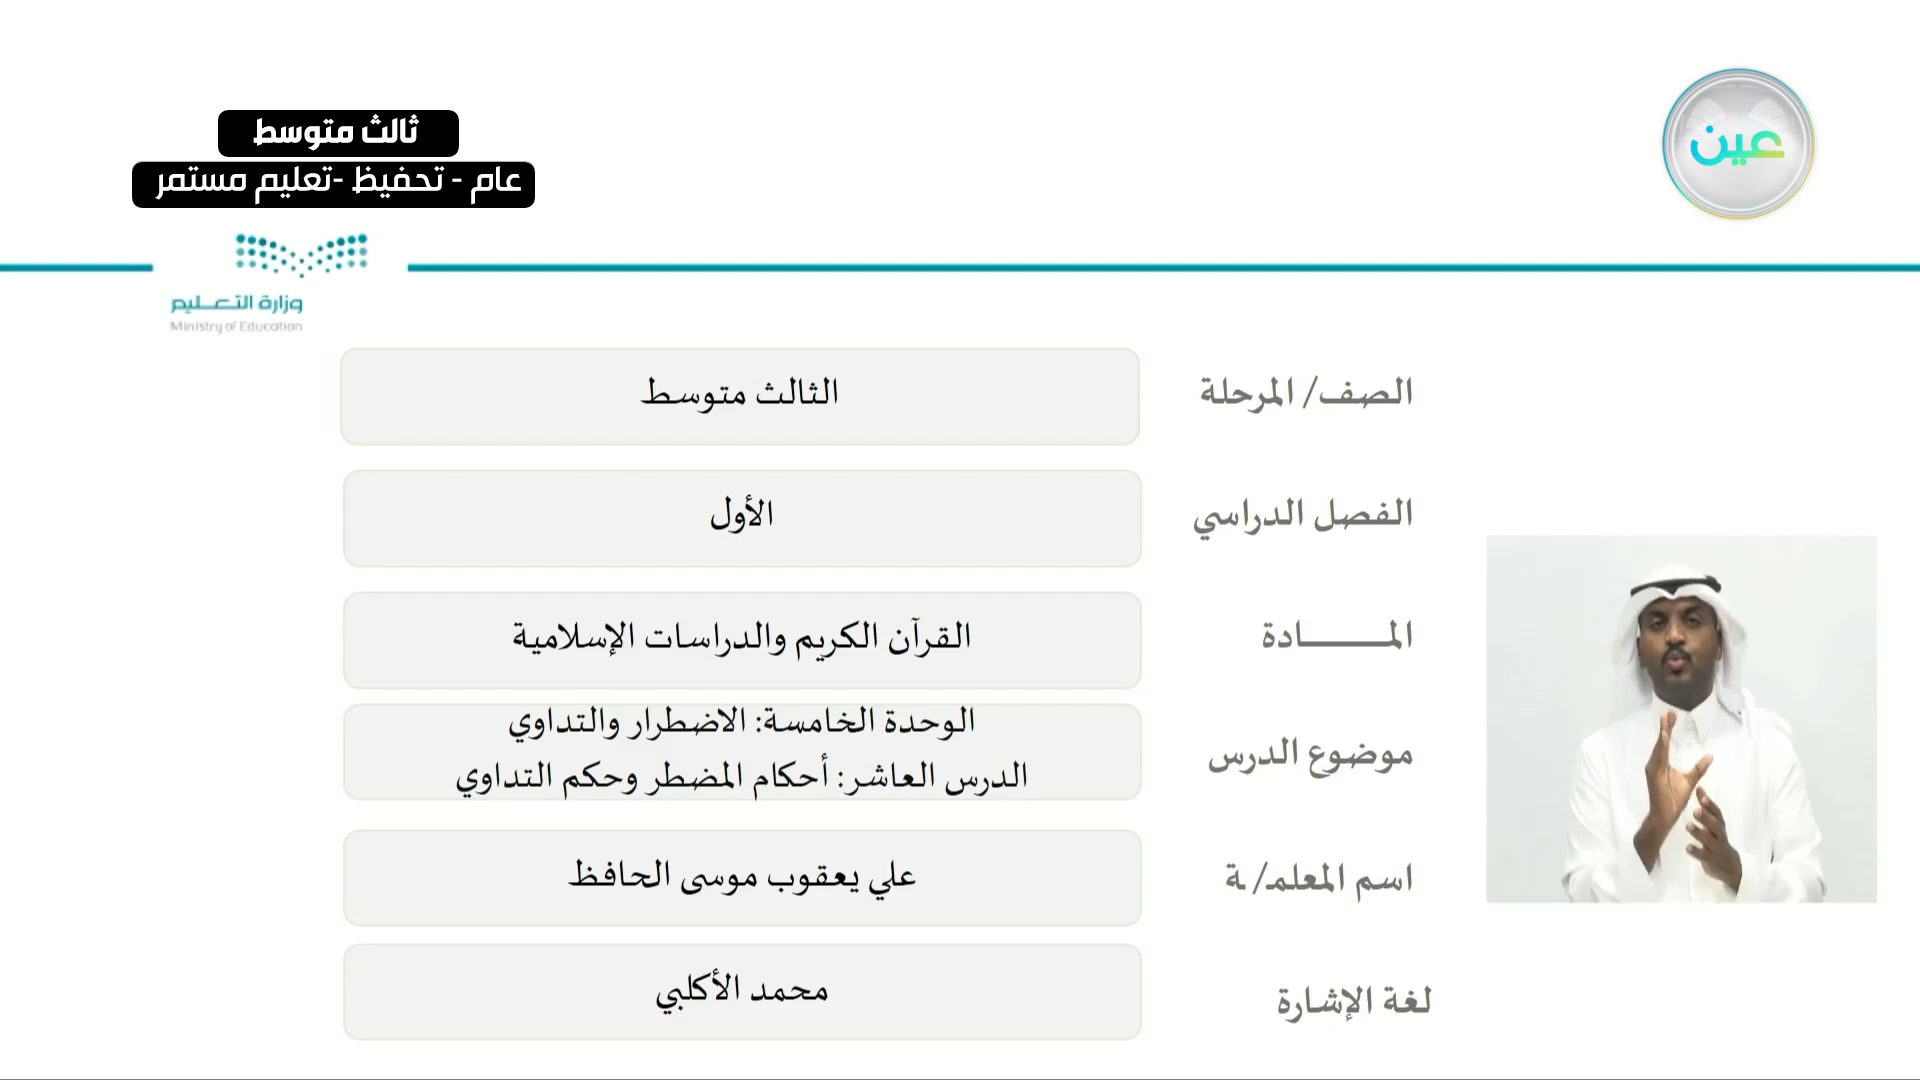 عين
ثالث متوسط
عام - تحفيظ -تعليم مستمر
وزارة التعليم
Ministry of Education
الصف/ المرحلة
الثالث متوسط
الفصل الدراسي
الأول
المــــــــادة
القرآن الكريم والدراسات الإسلامية
موضوع الدرس
الوحدة الخامسة: الاضطرار والتداوي
الدرس العاشر: أحكام المضطر وحكم التداوي
اسم المعلمـ/ ـة
علي يعقوب موسى الحافظ
لغة الإشارة
محمد الأكلبي